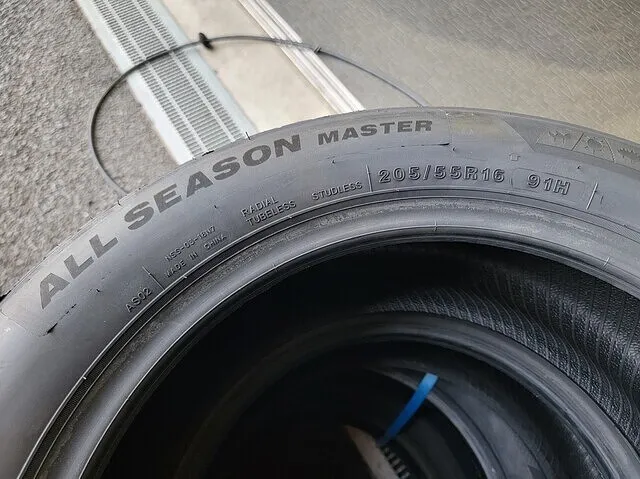 ALL SEASON MASTER
205/55R16 91H
RADIAL
TUBELESS STUDLESS
MADE IN CHINA
AS02